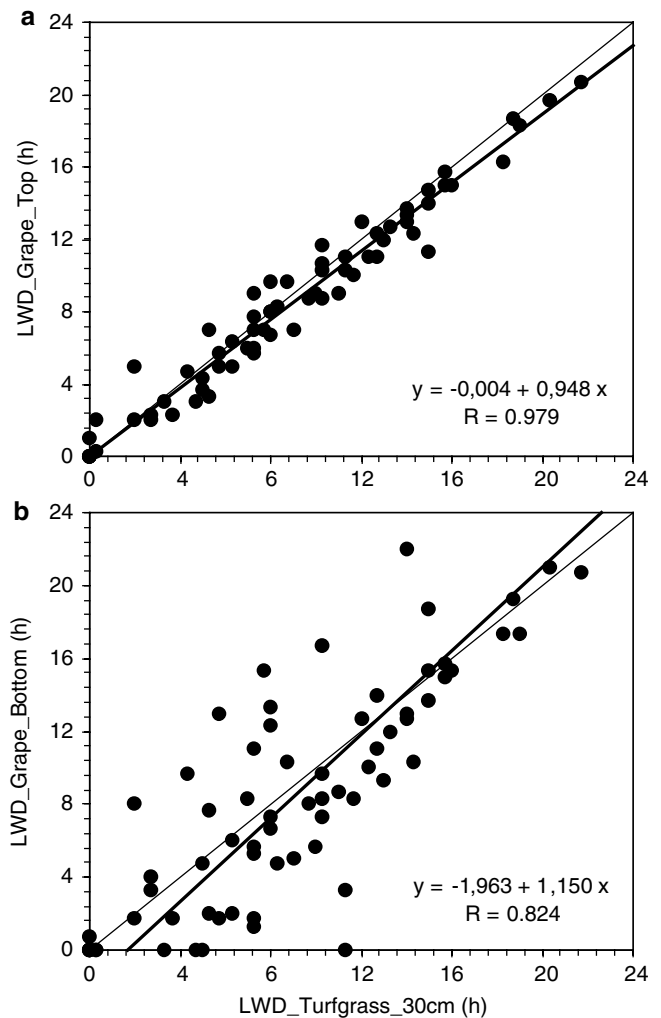 a
24
20
16
12
8
4
0
LWD_Grape_Top (h)
y = -0,004 + 0,948 x
R = 0.979
0 4 6 12 16 20 24
b
24
20
16
12
8
4
0
LWD_Grape_Bottom (h)
y = -1,963 + 1,150 x
R = 0.824
0 4 6 12 16 20 24
LWD_Turfgrass_30cm (h)